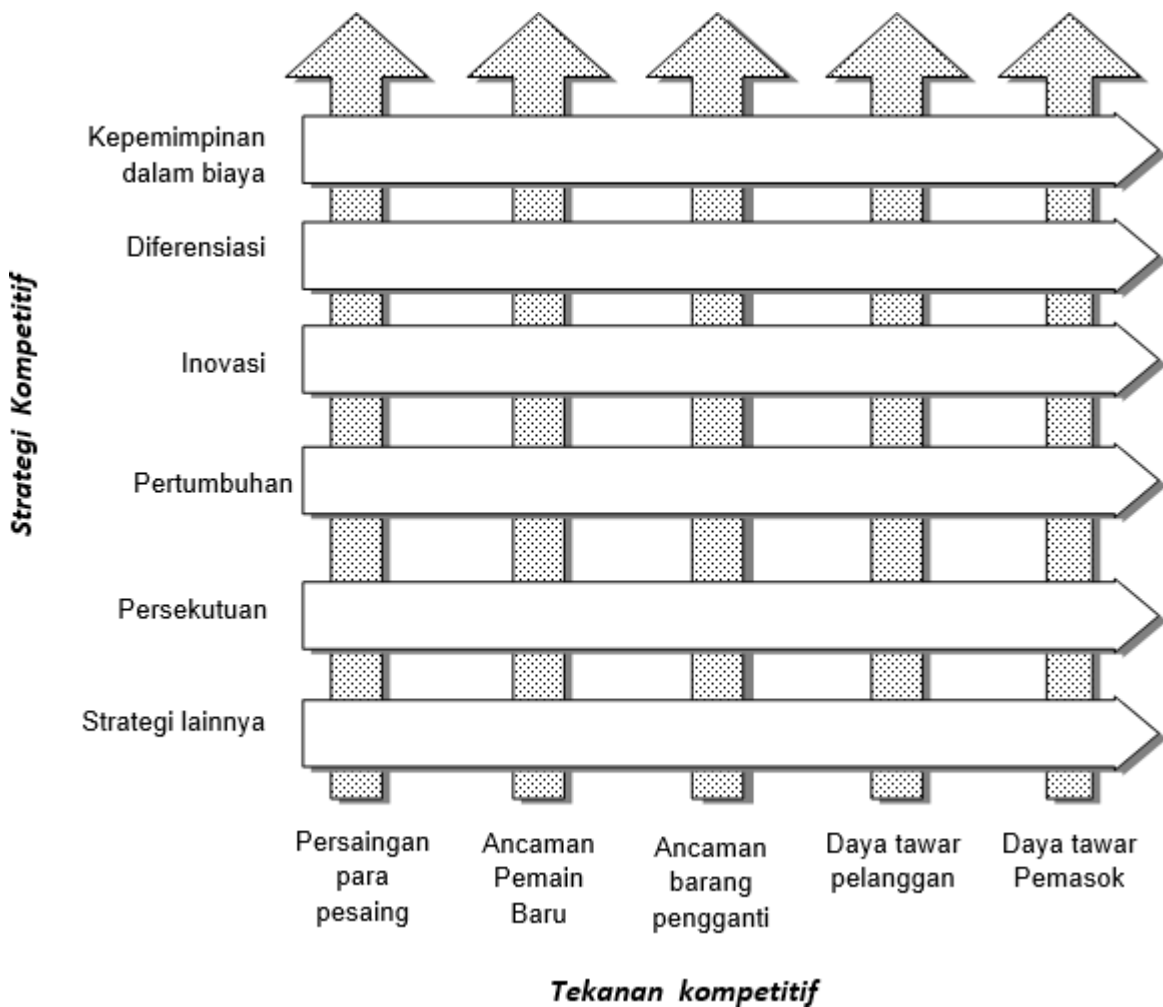 Kepemimpinan
dalam biaya
Diferensiasi
Inovasi
Pertumbuhan
Persekutuan
Strategi lainnya
Strategi Kompetitif
Persaingan
para
pesaing
Ancaman
Pemain
Baru
Ancaman
barang
pengganti
Daya tawar
pelanggan
Daya tawar
Pemasok
Tekanan kompetitif